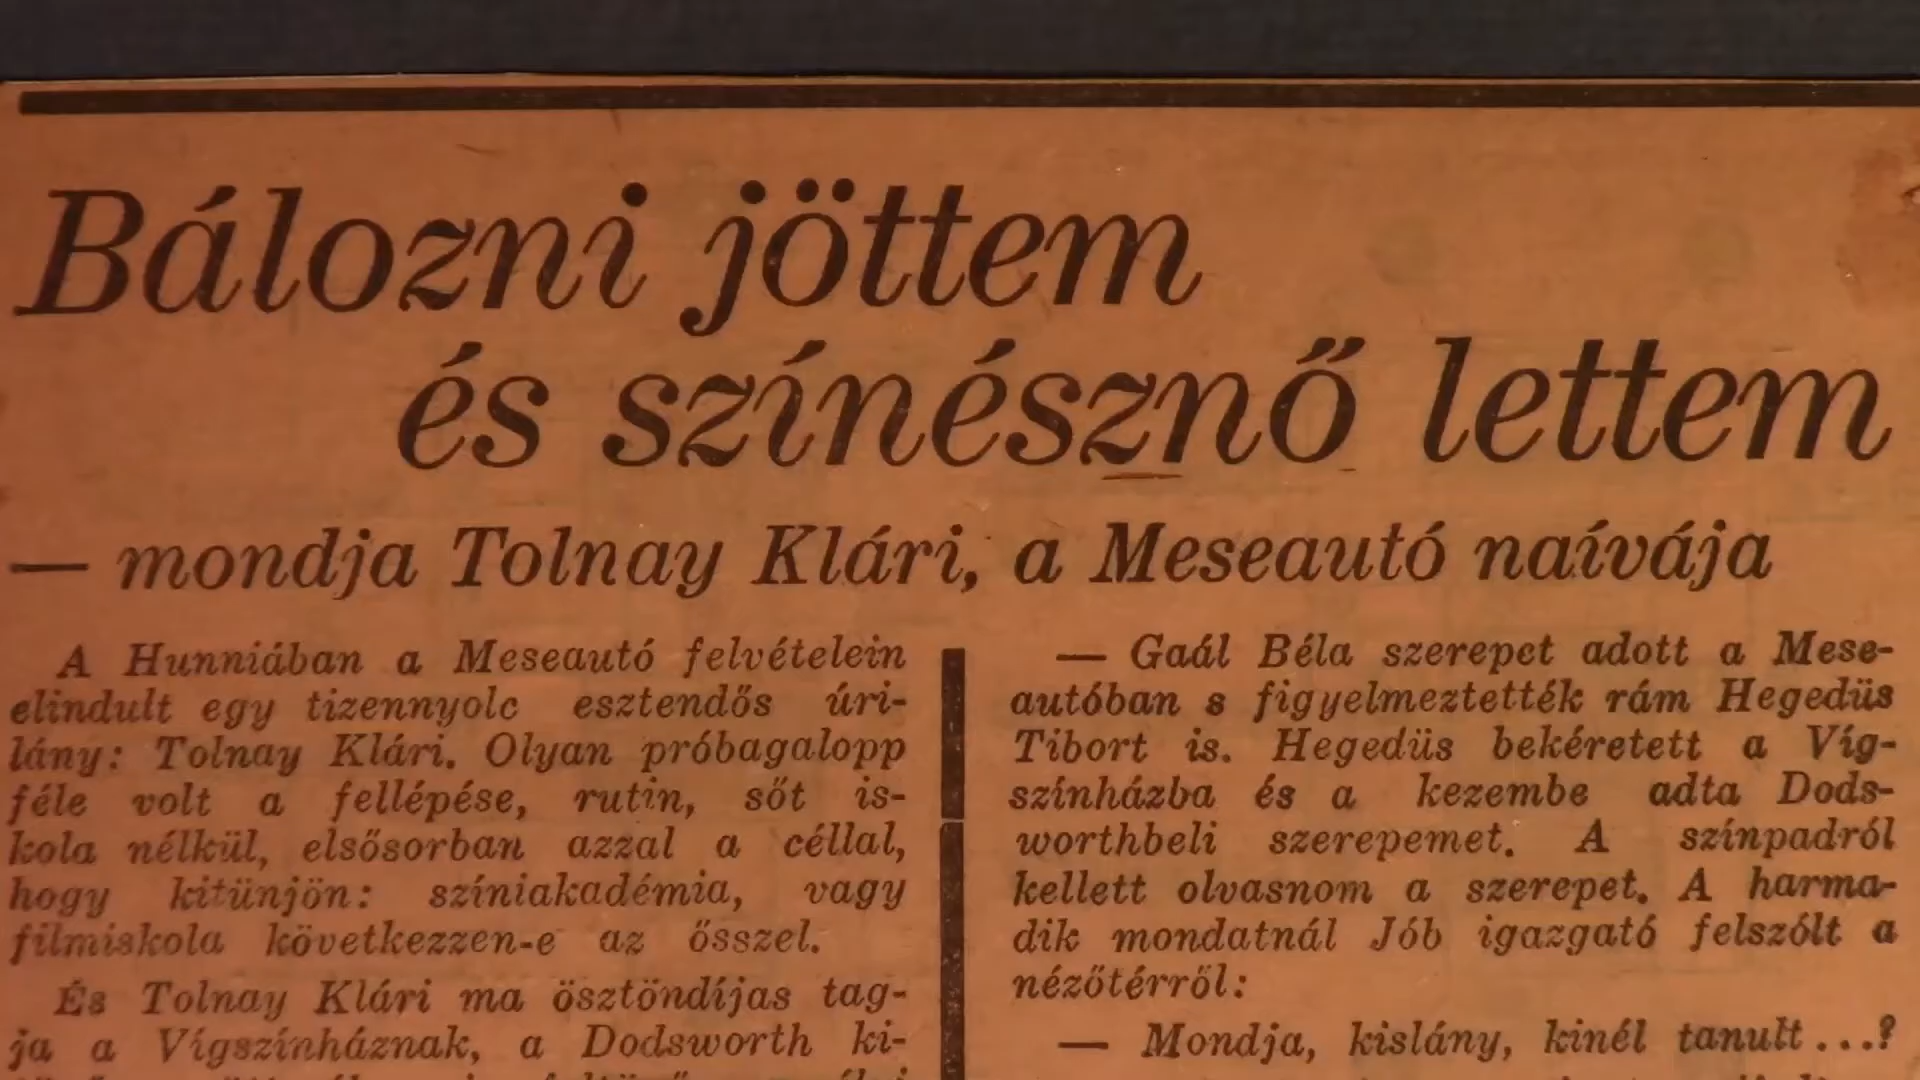 Bálozni jöttem
és színésznő lettem
— mondja Tolnay Klári, a Meseautó naívája
A Hunniában a Meseautó felvételein
elindult egy tizennyolc esztendős úri-
lány: Tolnay Klári. Olyan próbagalopp
féle volt a fellépése, rutin, sőt is-
kola nélkül, elsősorban azzal a céllal,
hogy kitünjön: színiakadémia, vagy
filmiskola következzen-e az ősszel.
És Tolnay Klári ma ösztöndíjas tag-
ja a Vígszínháznak, a Dodsworth ki-
— Gaál Béla szerepet adott a Mese-
autóban s figyelmeztették rám Hegedüs
Tibort is. Hegedüs bekéretett a Víg-
színházba és a kezembe adta Dods-
worthbeli szerepemet. A színpadról
kellett olvasnom a szerepet. A harma-
dik mondatnál Jób igazgató felszólt a
nézőtérről:
— Mondja, kislány, kinél tanult...?